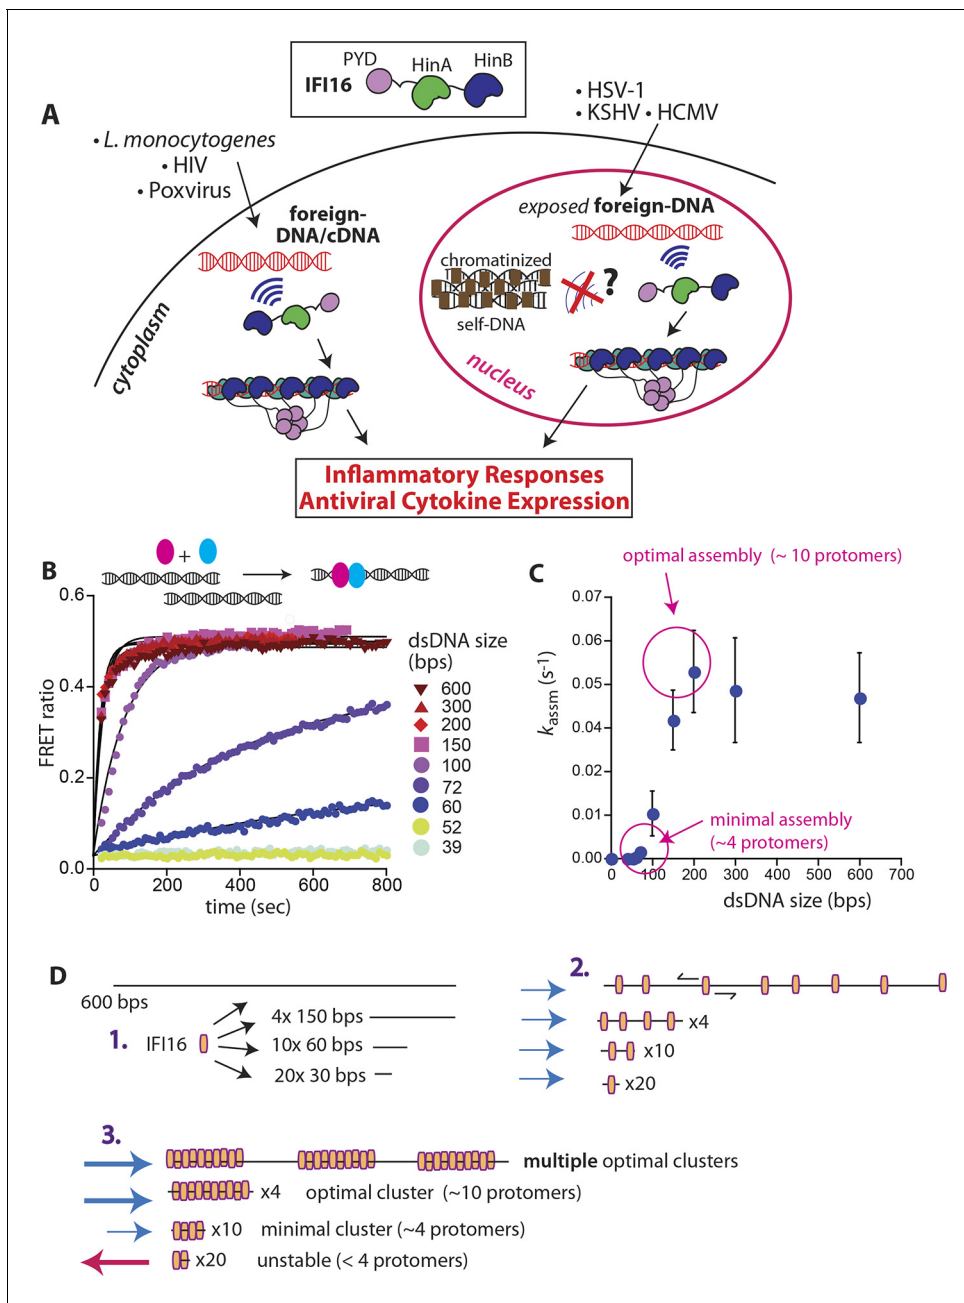 PYD
HinA
HinB
IFI16
A
• HSV-1
• KSHV • HCMV
• L. monocytogenes
• HIV
• Poxvirus
foreign-
DNA/cDNA
exposed foreign-DNA
chromatinized
self-DNA
?
cytoplasm
nucleus
Inflammatory Responses
Antiviral Cytokine Expression
B
+
0.6
0.4
0.2
0.0
FRET ratio
0
200
400
600
800
time (sec)
dsDNA size
(bps)
600
300
200
150
100
72
60
52
39
C
optimal assembly (~ 10 protomers)
0.07
0.06
0.05
0.04
0.02
0.01
0.00
kassm (s-1)
minimal assembly
(~4 protomers)
0
100
200
300
400
500
600
700
dsDNA size (bps)
D
600 bps
1.
IFI16
4x 150 bps
10x 60 bps
20x 30 bps
2.
x4
x10
x20
3.
multiple optimal clusters
x4 optimal cluster (~10 protomers)
x10 minimal cluster (~4 protomers)
x20 unstable (< 4 protomers)